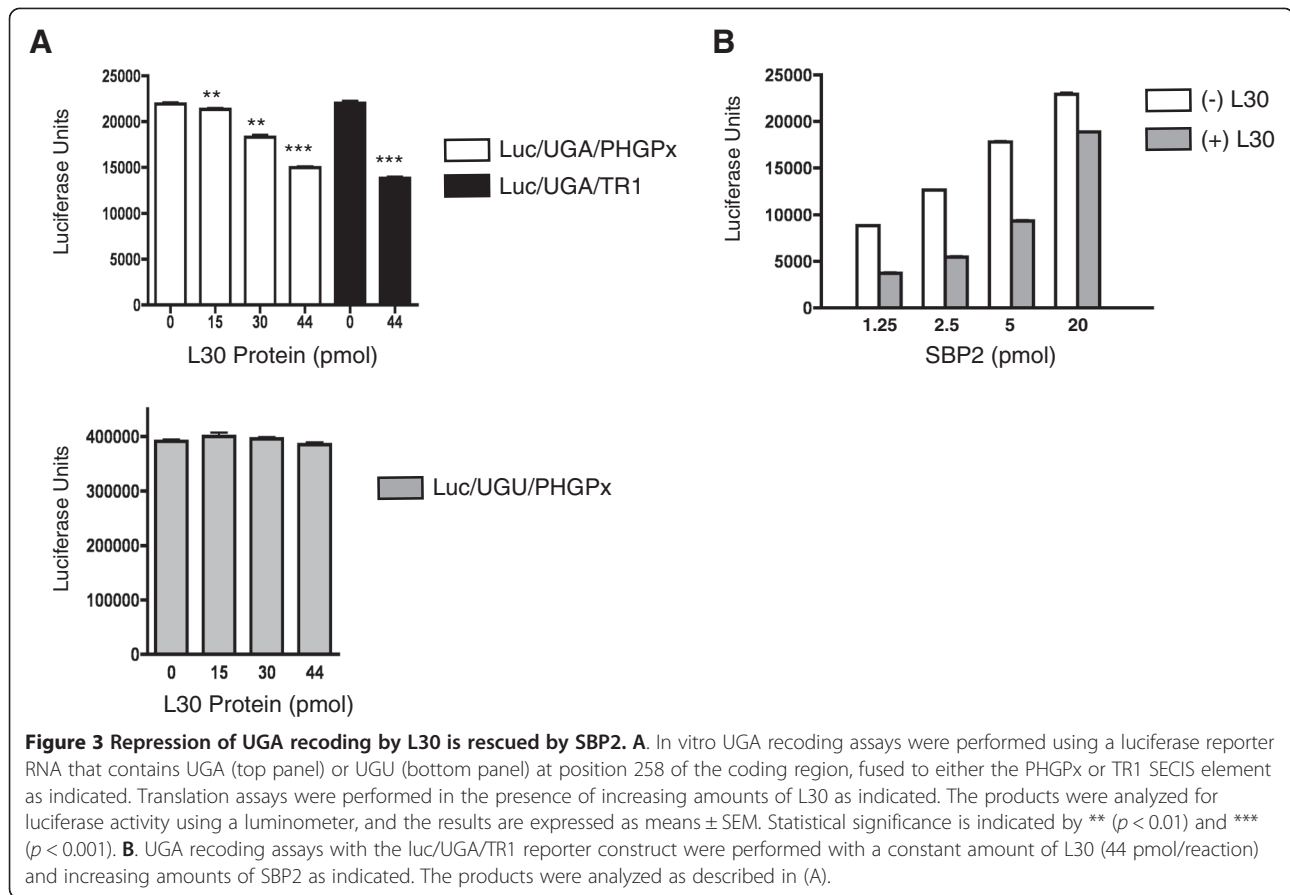 A
B
Luciferase Units
25000
20000
15000
10000
5000
0
**
**
***
***
0 15 30 44 0 44
L30 Protein (pmol)
Luc/UGA/PHGPx
Luc/UGA/TR1
Luciferase Units
25000
20000
15000
10000
5000
0
1.25 2.5 5 20
SBP2 (pmol)
(-) L30
(+) L30
Luciferase Units
400000
300000
200000
100000
0
0 15 30 44
L30 Protein (pmol)
Luc/UGU/PHGPx
Figure 3 Repression of UGA recoding by L30 is rescued by SBP2. A. In vitro UGA recoding assays were performed using a luciferase reporter
RNA that contains UGA (top panel) or UGU (bottom panel) at position 258 of the coding region, fused to either the PHGPx or TR1 SECIS element
as indicated. Translation assays were performed in the presence of increasing amounts of L30 as indicated. The products were analyzed for
luciferase activity using a luminometer, and the results are expressed as means ± SEM. Statistical significance is indicated by ** (p < 0.01) and ***
(p < 0.001). B. UGA recoding assays with the luc/UGA/TR1 reporter construct were performed with a constant amount of L30 (44 pmol/reaction)
and increasing amounts of SBP2 as indicated. The products were analyzed as described in (A).